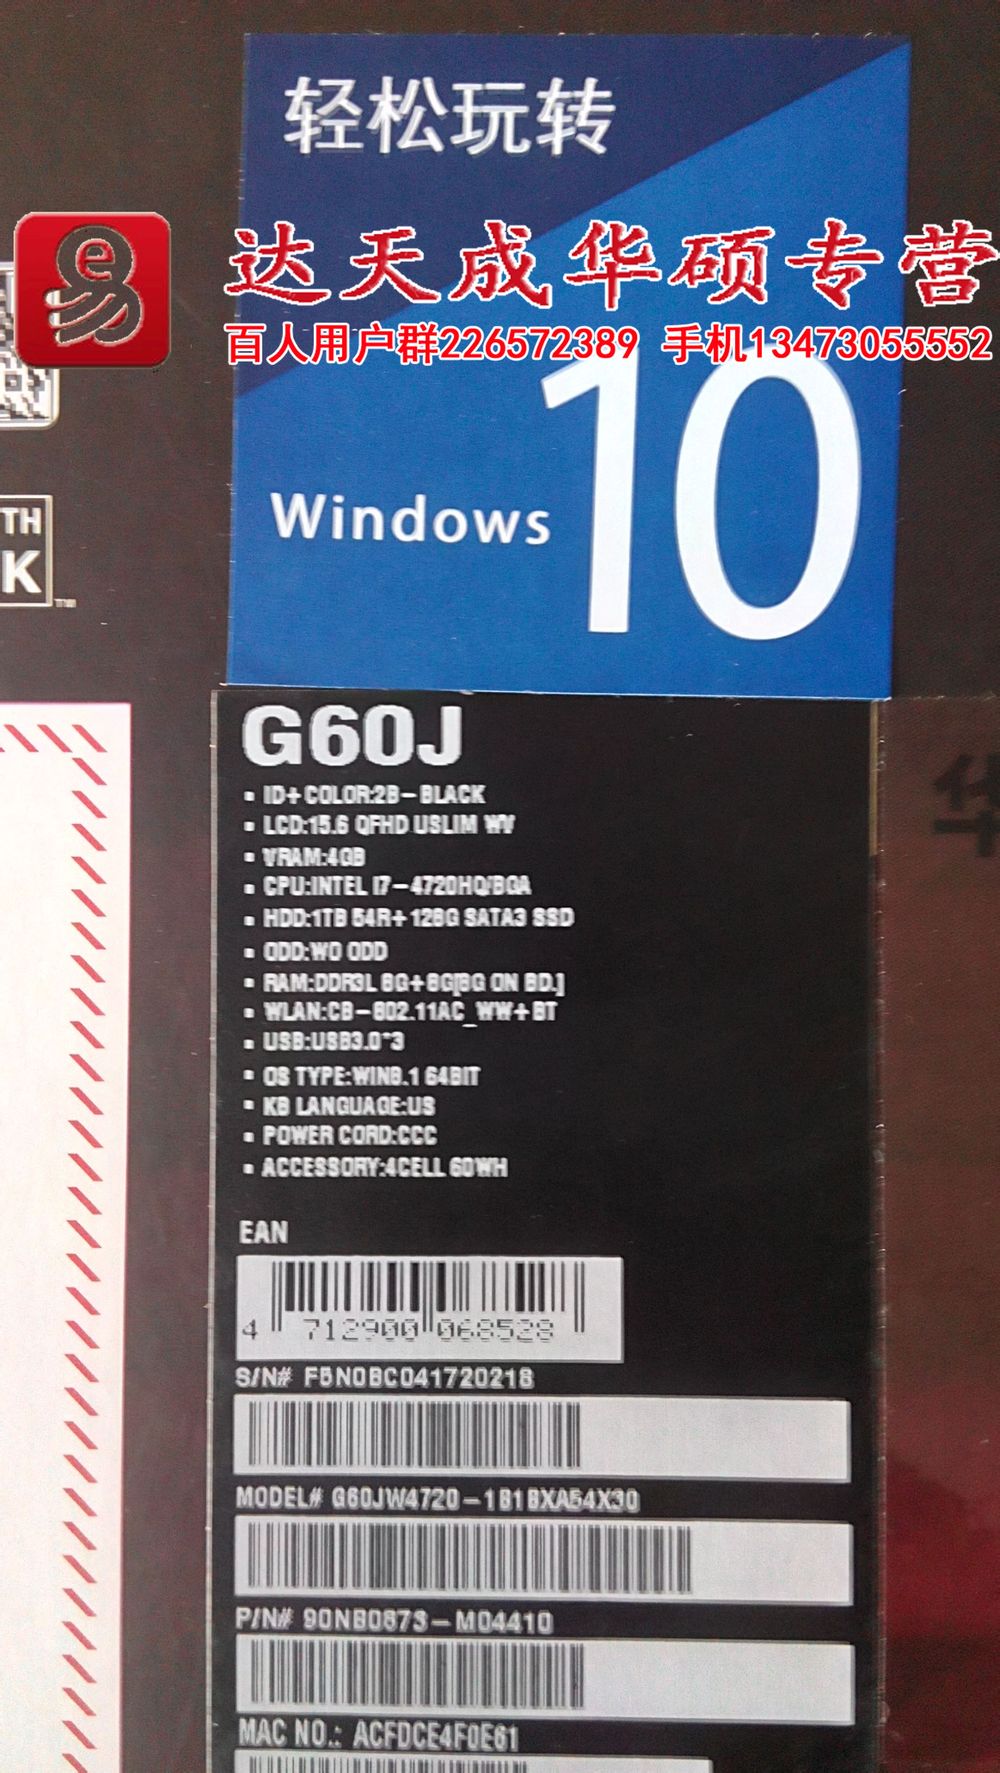 轻松玩转
e
易
达天成华硕专营
百人用户群226572389 手机13473055552
Windows 10
TH
K
TM
G60J
▪ ID+COLOR:2B-BLACK
▪ LCD:15.6 QFHD USLIM WV
▪ VRAM:4GB
▪ CPU:INTEL I7-4720HQ/BGA
▪ HDD:1TB 54R+128G SATA3 SSD
▪ ODD:WO ODD
▪ RAM:DDR3L 8G+8G[8G ON BD.]
▪ WLAN:CB-802.11AC_WW+BT
▪ USB:USB3.0*3
▪ OS TYPE:WIN8.1 64BIT
▪ KB LANGUAGE:US
▪ POWER CORD:CCC
▪ ACCESSORY:4CELL 60WH
EAN
4 712900 068528
S/N# F5N0BC041720218
MODEL# G60JW4720-1B1BXA54X30
P/N# 90NB0873-M04410
MAC NO.: ACFDCE4F0E61
华